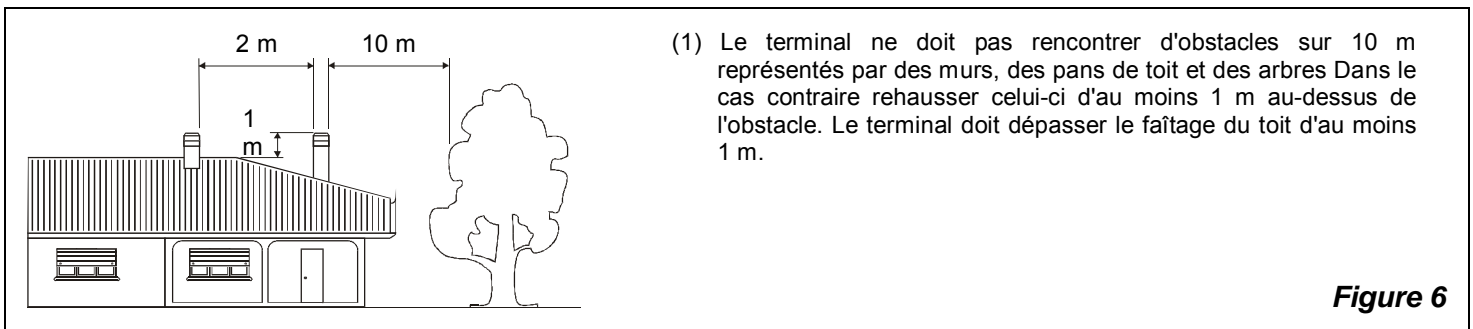 2 m 10 m
1
m
(1) Le terminal ne doit pas rencontrer d'obstacles sur 10 m
représentés par des murs, des pans de toit et des arbres Dans le
cas contraire rehausser celui-ci d'au moins 1 m au-dessus de
l'obstacle. Le terminal doit dépasser le faîtage du toit d'au moins
1 m.
Figure 6